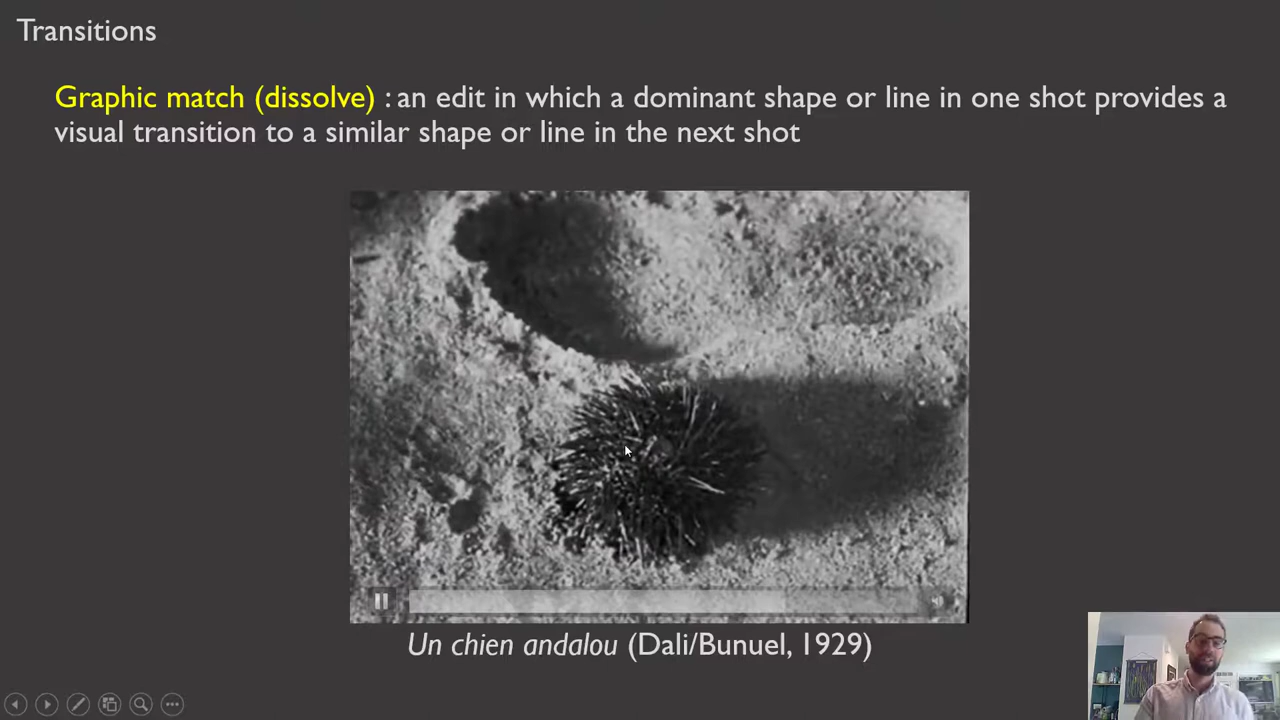 Transitions
Graphic match (dissolve) : an edit in which a dominant shape or line in one shot provides a
visual transition to a similar shape or line in the next shot
Un chien andalou (Dali/Bunuel, 1929)